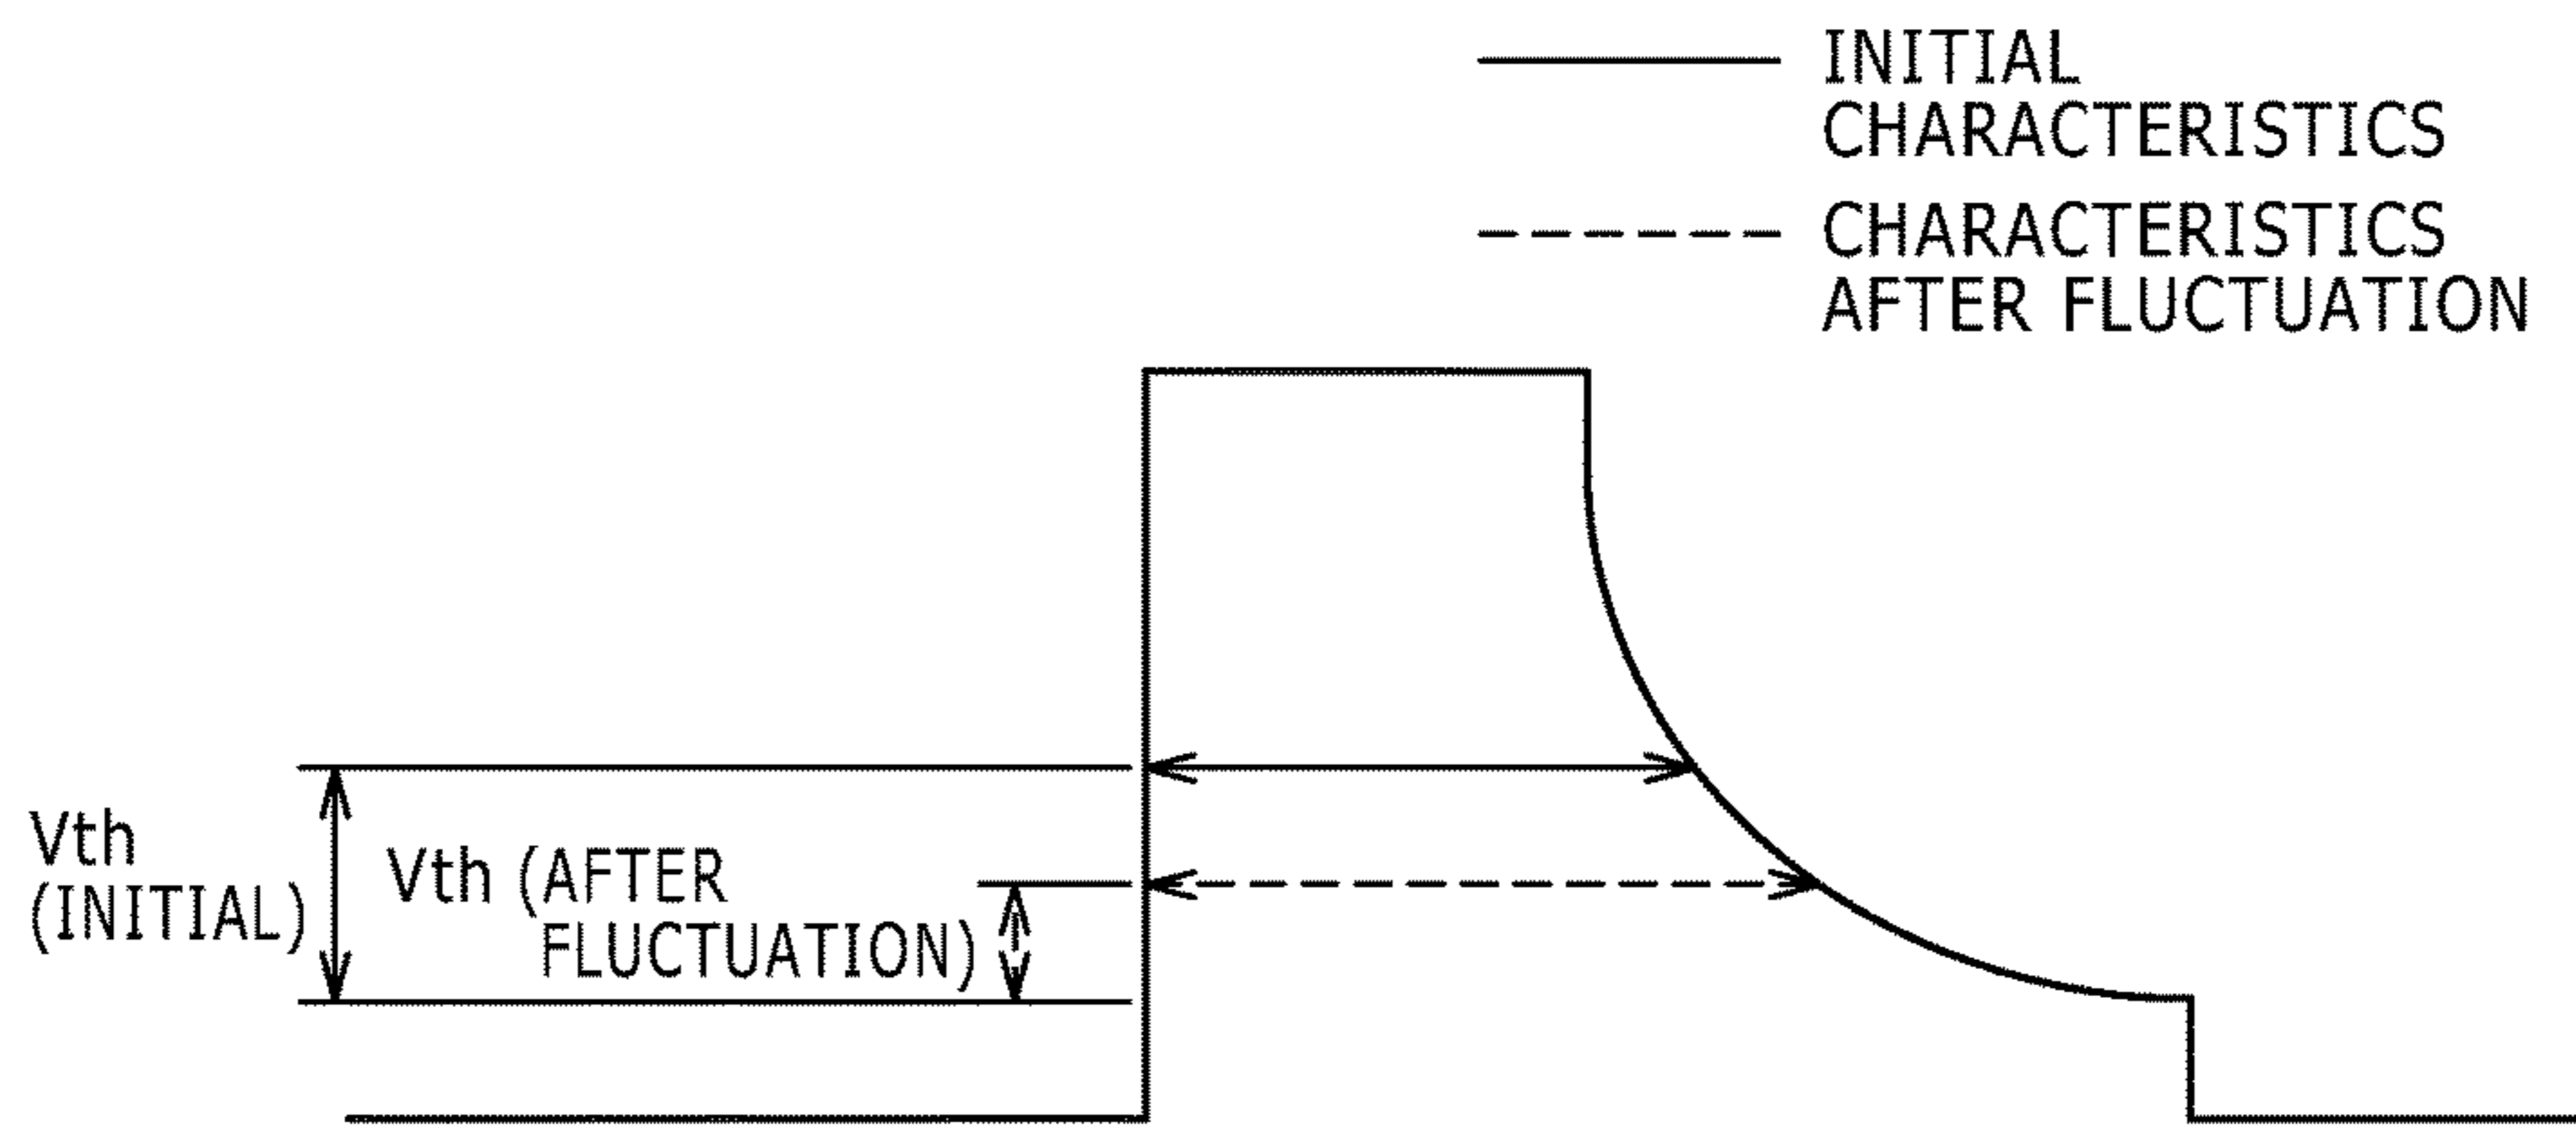 INITIAL
CHARACTERISTICS
CHARACTERISTICS
AFTER FLUCTUATION
Vth
(INITIAL)
Vth (AFTER
FLUCTUATION)